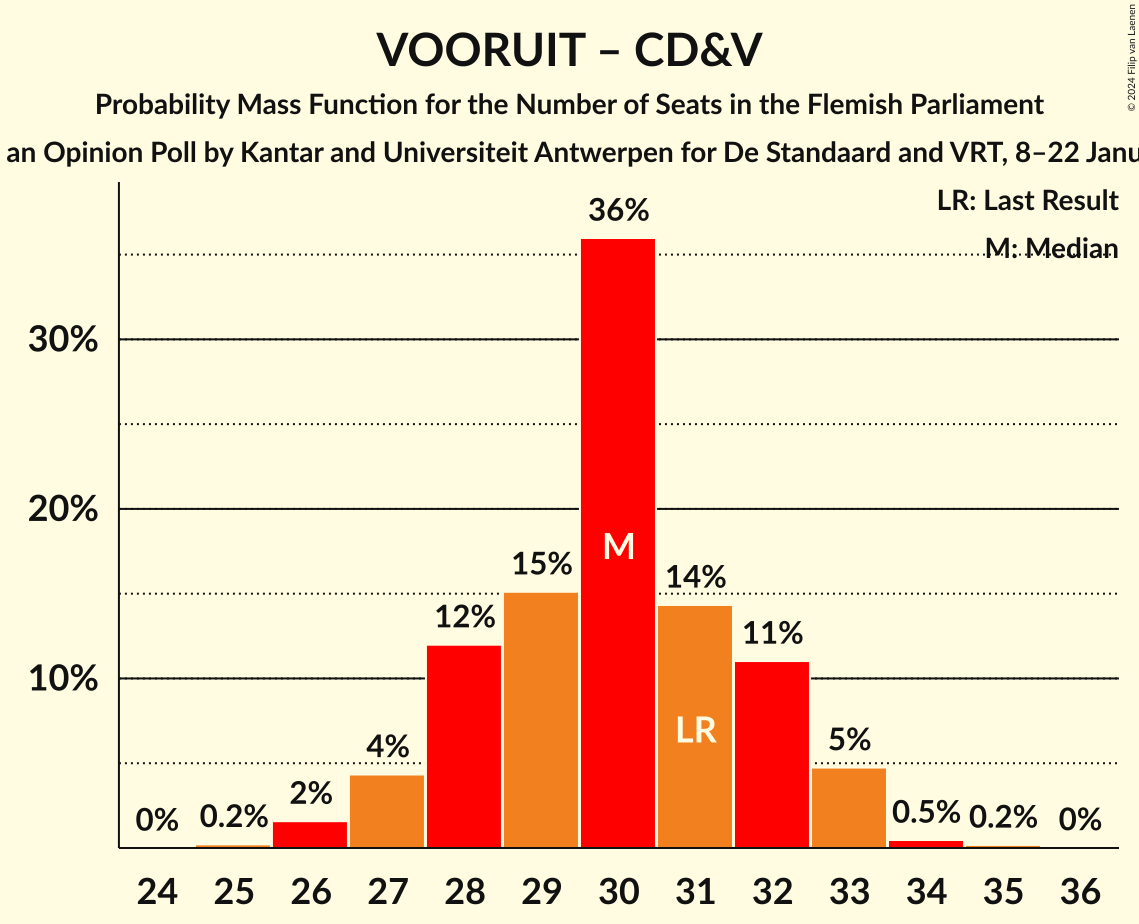 VOORUIT – CD&V
Probability Mass Function for the Number of Seats in the Flemish Parliament
an Opinion Poll by Kantar and Universiteit Antwerpen for De Standaard and VRT, 8–22
© 2024 Filip van Laenen
LR: Last Result
M: Median
36%
30%
20%
M
15%
14%
12%
11%
10%
LR
4%
5%
2%
0%
0.2%
0.5%
0.2%
0%
24 25 26 27 28 29 30 31 32 33 34 35 36